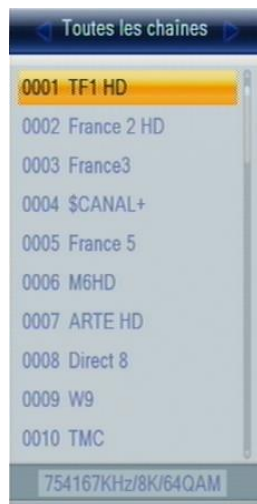 Toutes les chaînes
0001 TF1 HD
0002 France 2 HD
0003 France3
0004 $CANAL+
0005 France 5
0006 M6HD
0007 ARTE HD
0008 Direct 8
0009 W9
0010 TMC
754167KHz/8K/64QAM